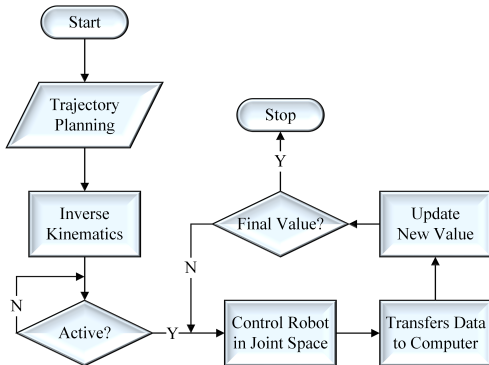 Start
Trajectory
Planning
Inverse
Kinematics
N
Active?
Y
Control Robot
in Joint Space
Transfers Data
to Computer
Update
New Value
Final Value?
N
Y
Stop